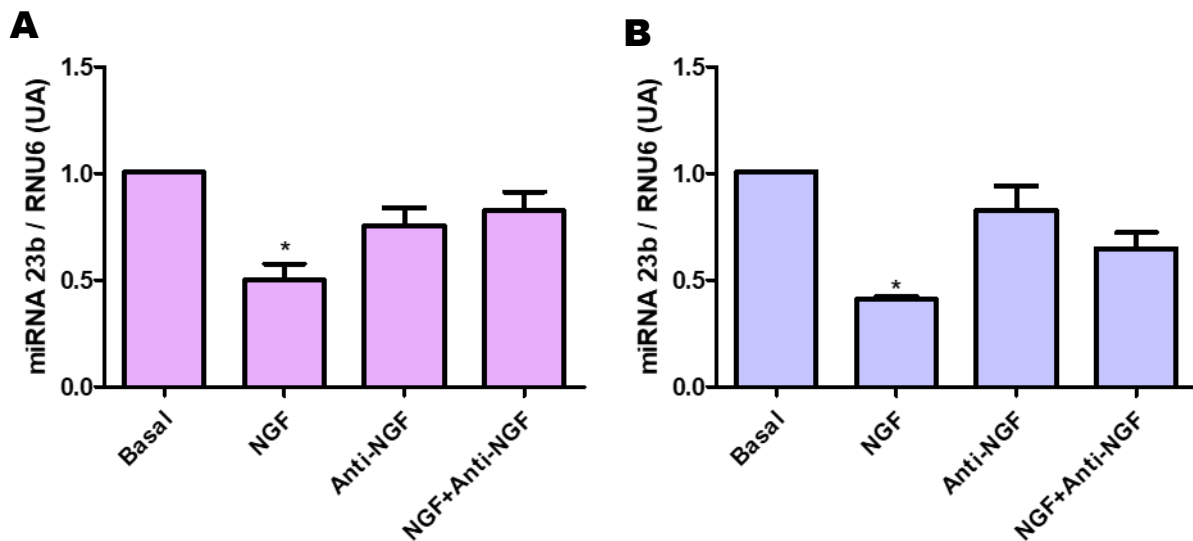 A
miRNA 23b / RNU6 (UA)
1.5
1.0
0.5
0.0
*
Basal
NGF
Anti-NGF
NGF+Anti-NGF
B
miRNA 23b / RNU6 (UA)
1.5
1.0
0.5
0.0
*
Basal
NGF
Anti-NGF
NGF+Anti-NGF